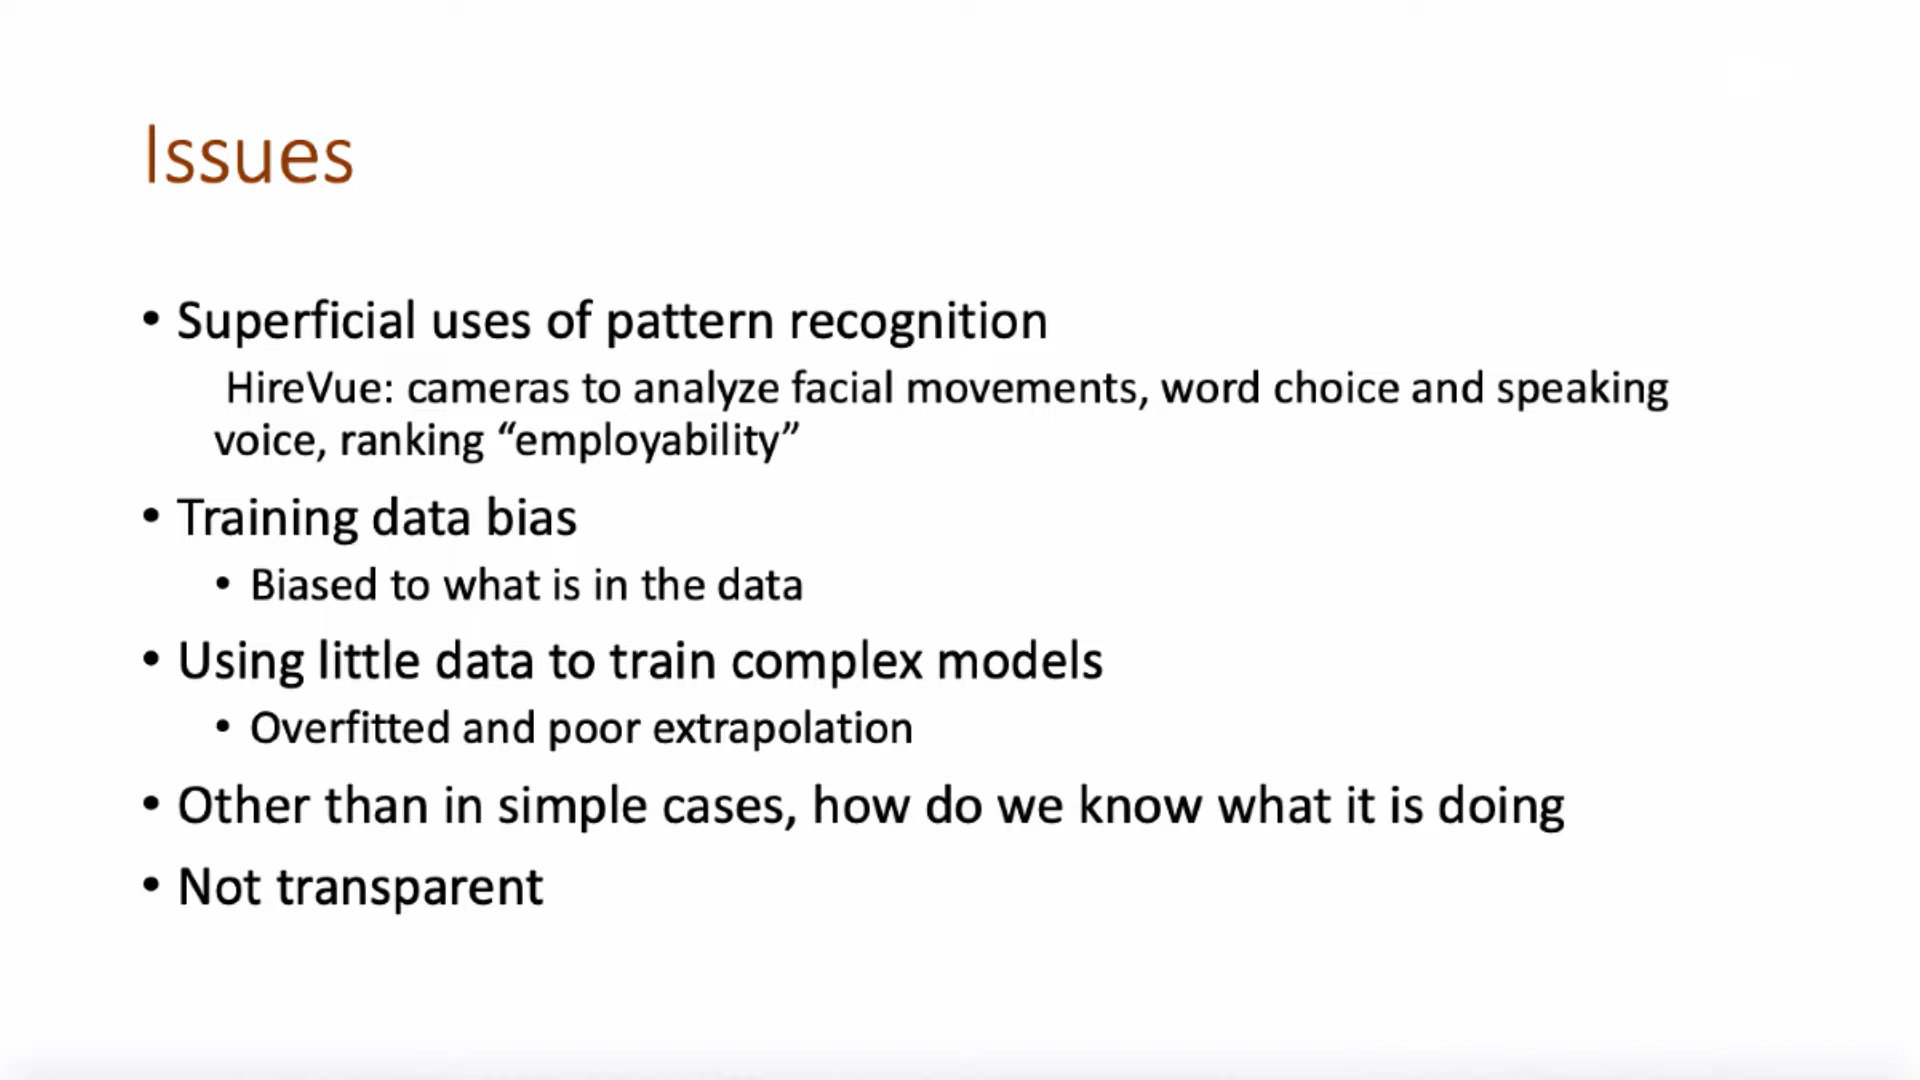 Issues
• Superficial uses of pattern recognition
HireVue: cameras to analyze facial movements, word choice and speaking
voice, ranking “employability”
• Training data bias
• Biased to what is in the data
• Using little data to train complex models
• Overfitted and poor extrapolation
• Other than in simple cases, how do we know what it is doing
• Not transparent